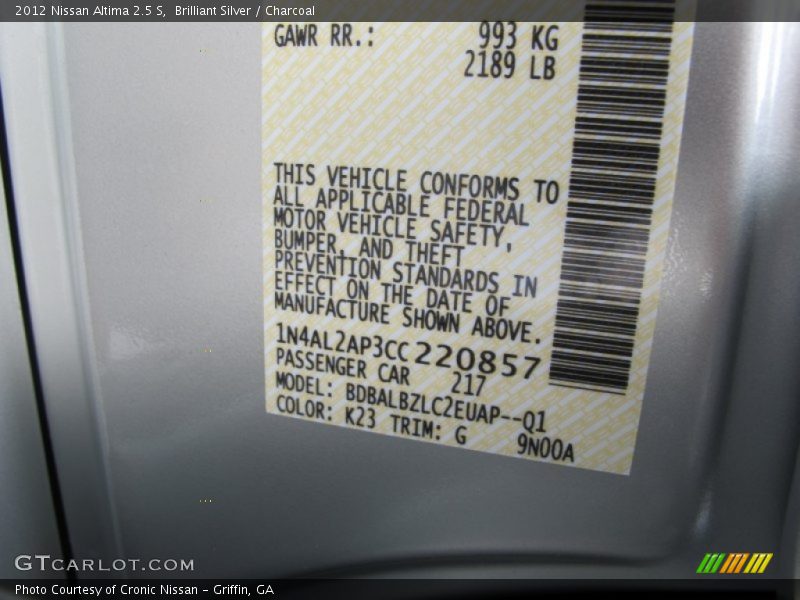 2012 Nissan Altima 2.5 S, Brilliant Silver / Charcoal
GAWR RR.: 993 KG
2189 LB
THIS VEHICLE CONFORMS TO
ALL APPLICABLE FEDERAL
MOTOR VEHICLE SAFETY,
BUMPER, AND THEFT
PREVENTION STANDARDS IN
EFFECT ON THE DATE OF
MANUFACTURE SHOWN ABOVE.
1N4AL2AP3CC220857
PASSENGER CAR 217
MODEL: BDBALBZLC2EUAP--Q1
COLOR: K23 TRIM: G 9N00A
GTCARLOT.COM
Photo Courtesy of Cronic Nissan - Griffin, GA